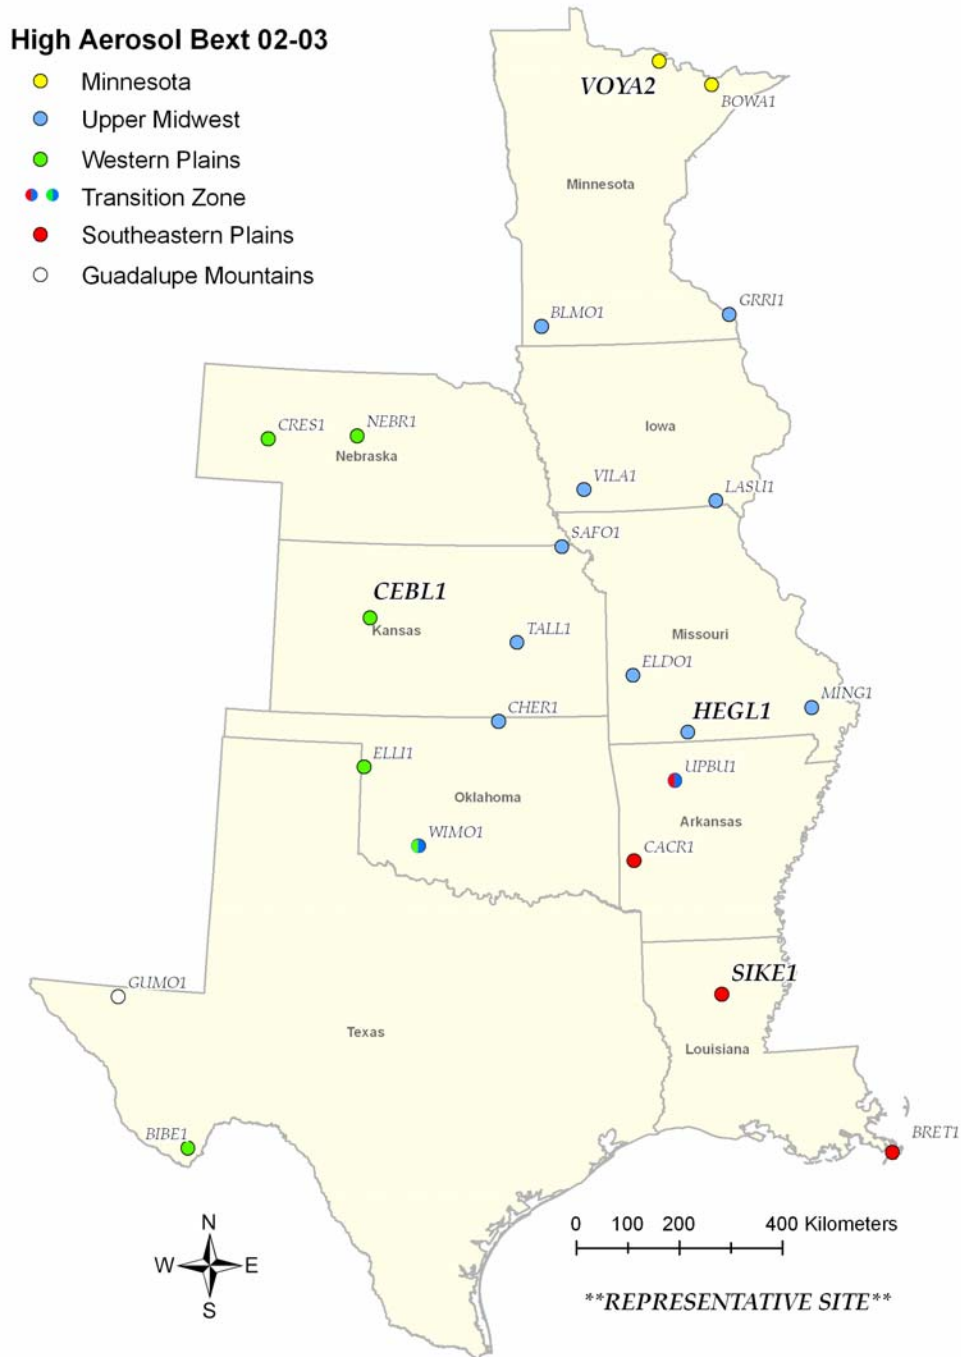 High Aerosol Bext 02-03
Minnesota
Upper Midwest
Western Plains
Transition Zone
Southeastern Plains
Guadalupe Mountains
VOYA2
BOWA1
Minnesota
BLMO1
GRRI1
CRES1
NEBR1
Nebraska
Iowa
VILA1
LASU1
SAFO1
CEBL1
Kansas
TALL1
Missouri
ELDO1
MING1
HEGL1
CHER1
ELLI1
UPBU1
Oklahoma
Arkansas
WIMO1
CACR1
SIKE1
GUMO1
Texas
Louisiana
BIBE1
BRET1
N
W E
S
0 100 200 400 Kilometers
**REPRESENTATIVE SITE**